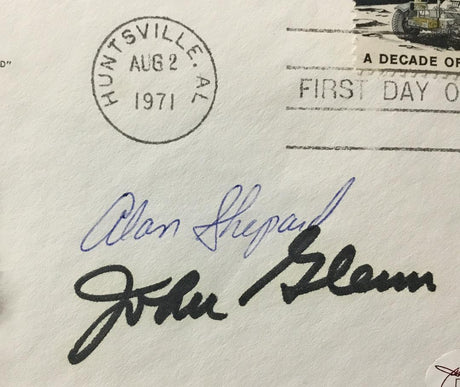 A DECADE OF
HUNTSVILLE, AL
AUG 2
1971
FIRST DAY O
Alan Shepard
John Glenn